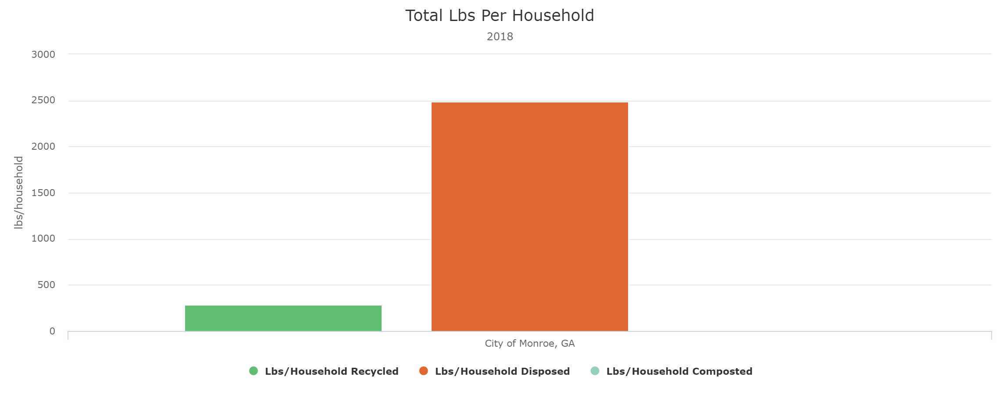 Total Lbs Per Household
2018
3000
2500
2000
1500
1000
500
0
lbs/household
City of Monroe, GA
Lbs/Household Recycled
Lbs/Household Disposed
Lbs/Household Composted